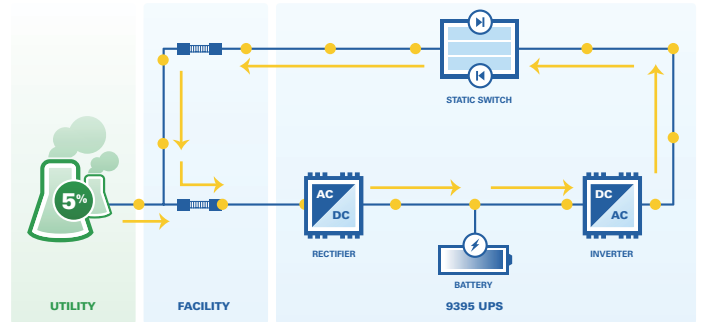 STATIC SWITCH
5%
AC
DC
DC
AC
RECTIFIER
INVERTER
BATTERY
UTILITY
FACILITY
9395 UPS